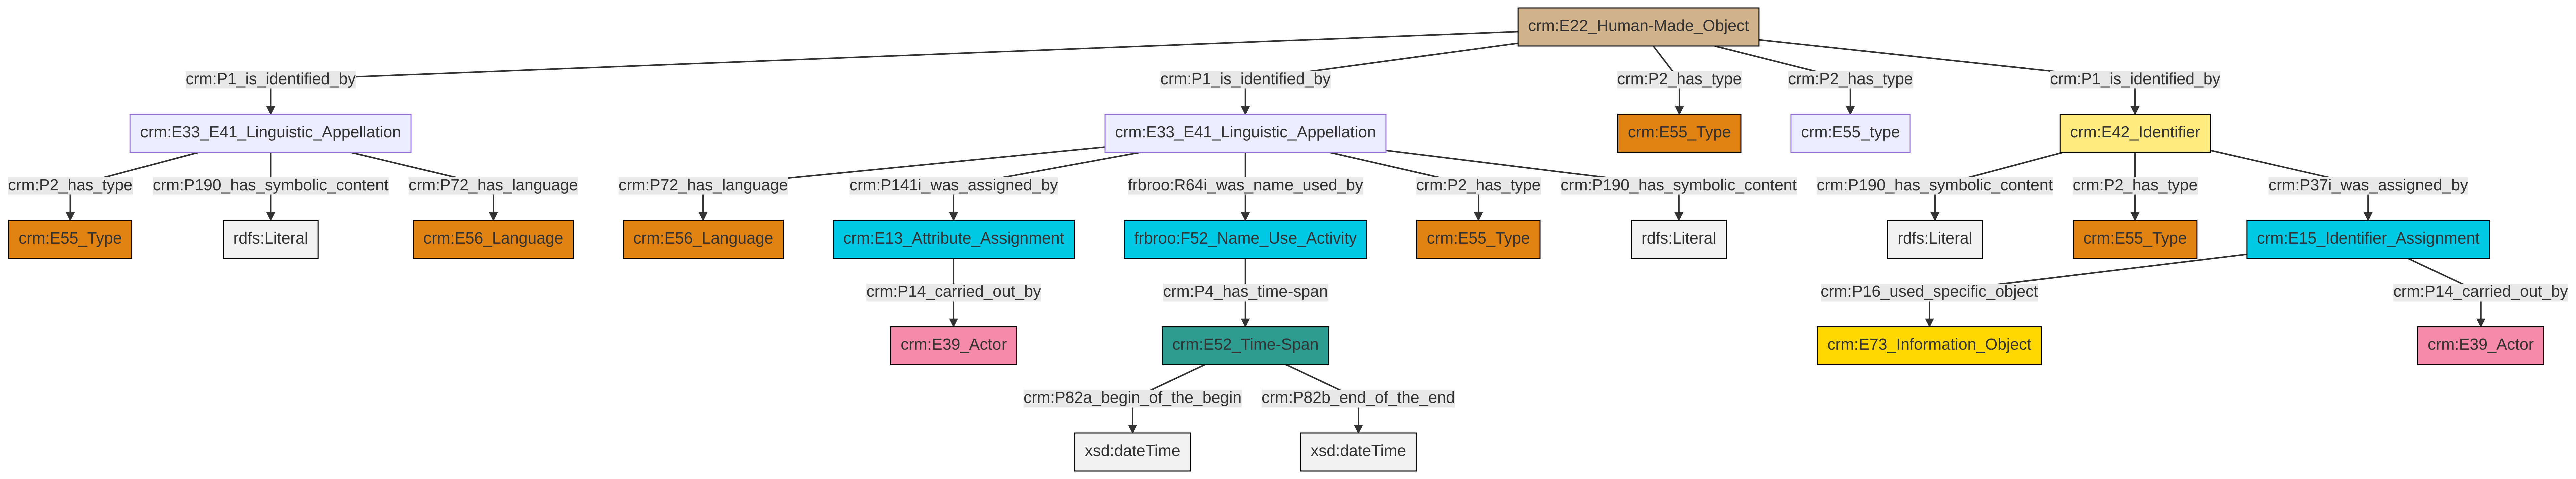 crm:E22_Human-Made_Object
crm:P1_is_identified_by
crm:P1_is_identified_by
crm:P2_has_type
crm:P2_has_type
crm:P1_is_identified_by
crm:E33_E41_Linguistic_Appellation
crm:E33_E41_Linguistic_Appellation
crm:E55_Type
crm:E55_type
crm:E42_Identifier
crm:P2_has_type
crm:P190_has_symbolic_content
crm:P72_has_language
crm:P72_has_language
crm:P141i_was_assigned_by
frbroo:R64i_was_name_used_by
crm:P2_has_type
crm:P190_has_symbolic_content
crm:P190_has_symbolic_content
crm:P2_has_type
crm:P37i_was_assigned_by
crm:E55_Type
rdfs:Literal
crm:E56_Language
crm:E56_Language
crm:E13_Attribute_Assignment
frbroo:F52_Name_Use_Activity
crm:E55_Type
rdfs:Literal
rdfs:Literal
crm:E55_Type
crm:E15_Identifier_Assignment
crm:P14_carried_out_by
crm:P4_has_time-span
crm:P16_used_specific_object
crm:P14_carried_out_by
crm:E39_Actor
crm:E52_Time-Span
crm:E73_Information_Object
crm:E39_Actor
crm:P82a_begin_of_the_begin
crm:P82b_end_of_the_end
xsd:dateTime
xsd:dateTime